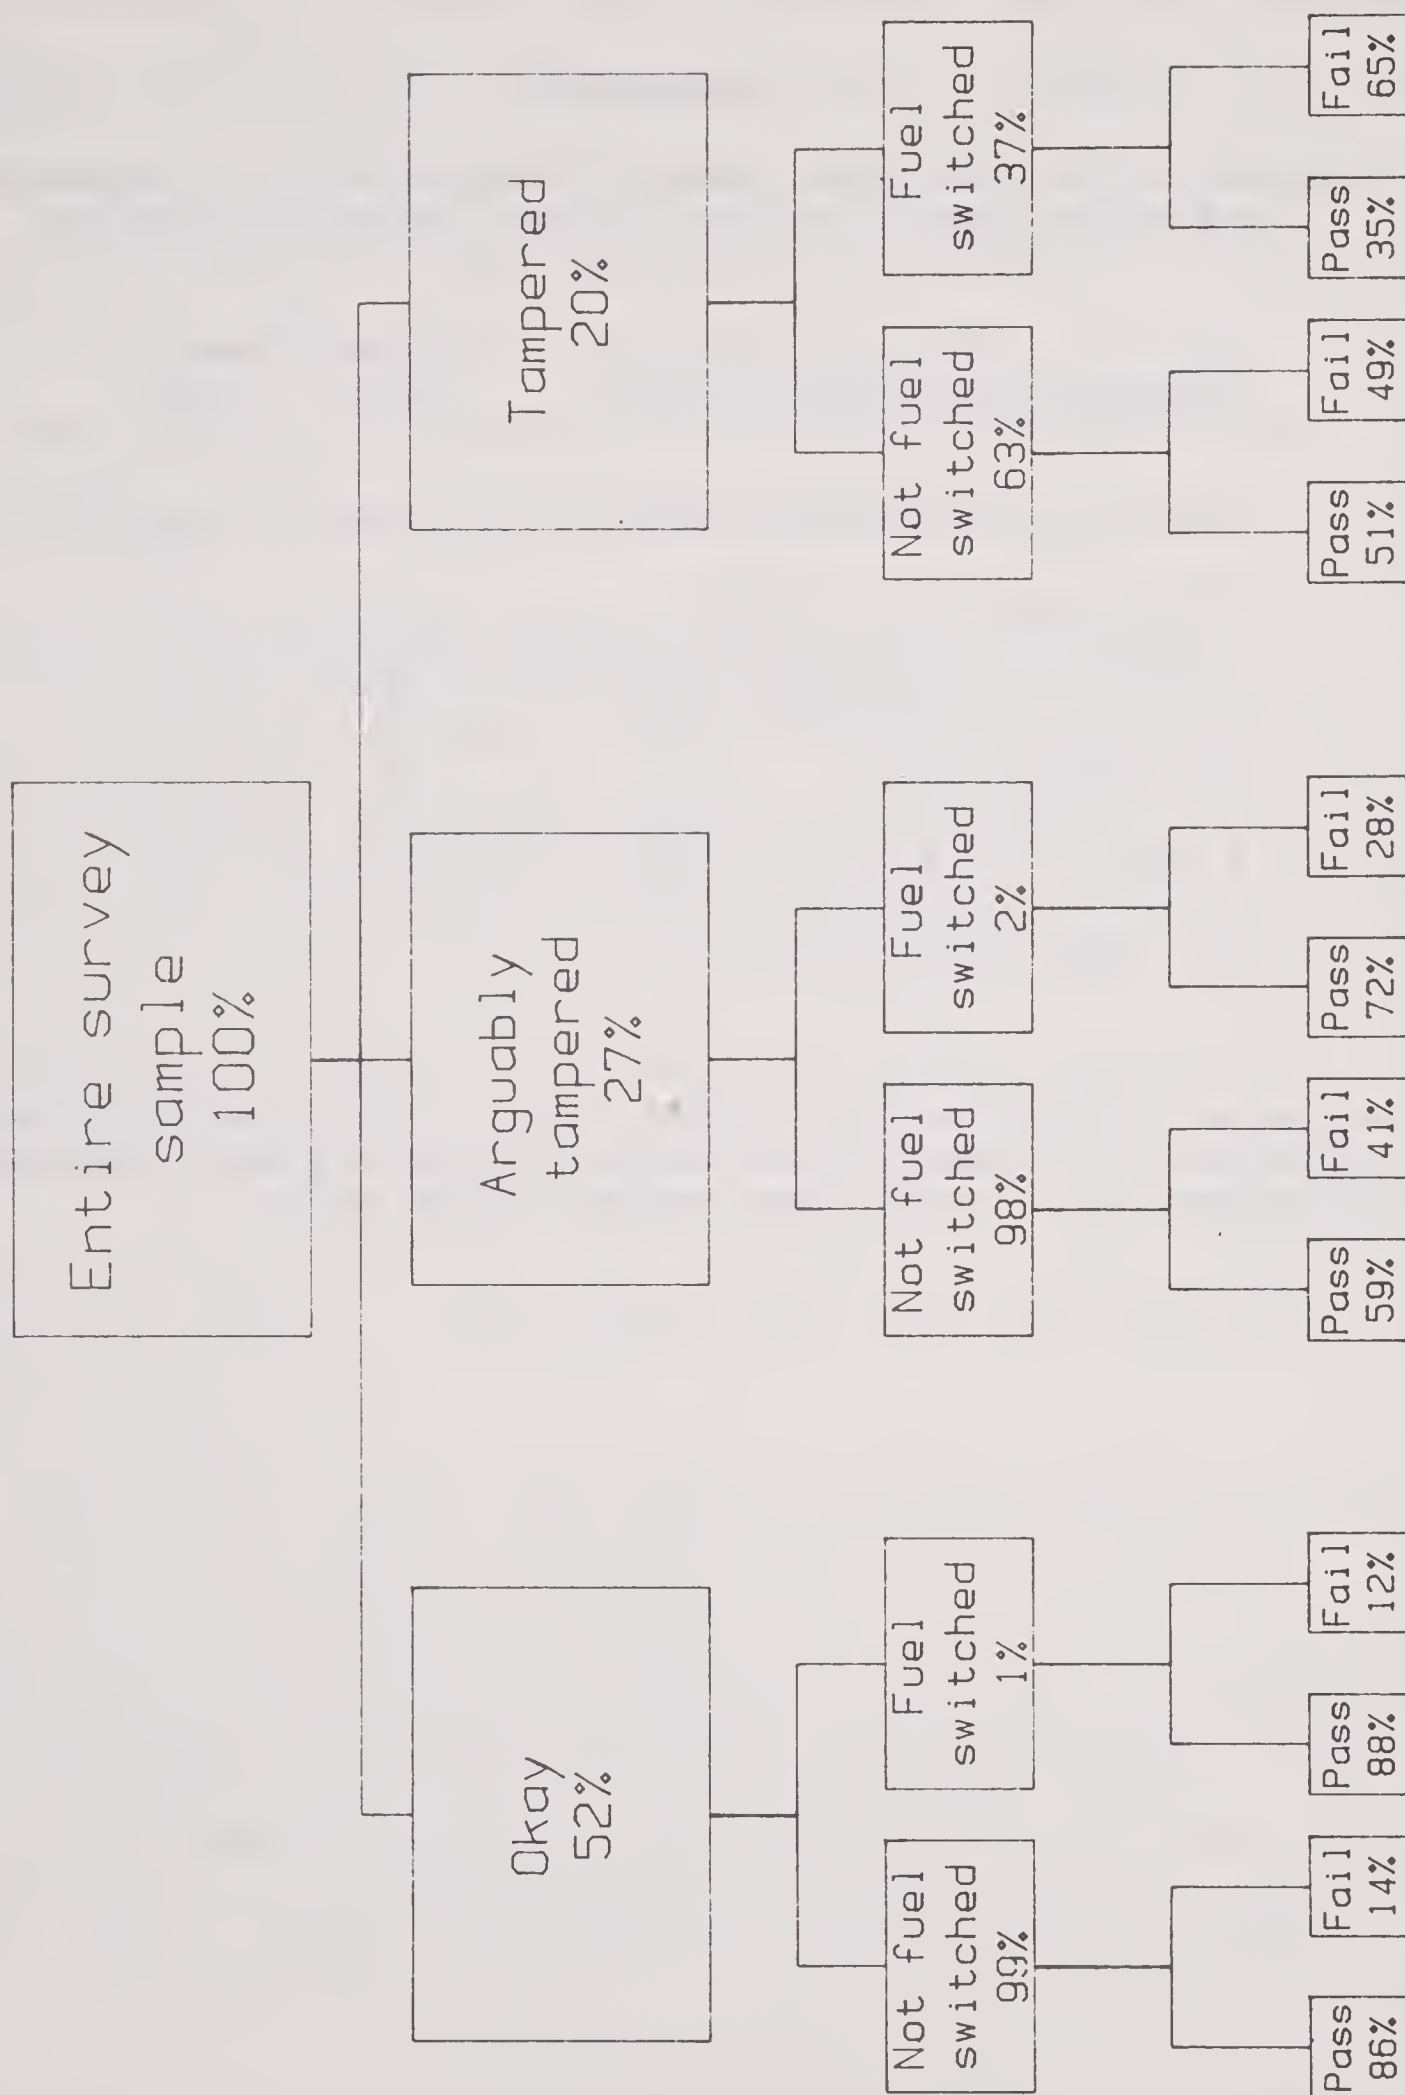 Entire survey
sample
100%
Okay
52%
Arguably
tampered
27%
Tampered
20%
Not fuel
switched
99%
Fuel
switched
1%
Not fuel
switched
98%
Fuel
switched
2%
Not fuel
switched
63%
Fuel
switched
37%
Pass
86%
Fail
14%
Pass
88%
Fail
12%
Pass
59%
Fail
41%
Pass
72%
Fail
28%
Pass
51%
Fail
49%
Pass
35%
Fail
65%